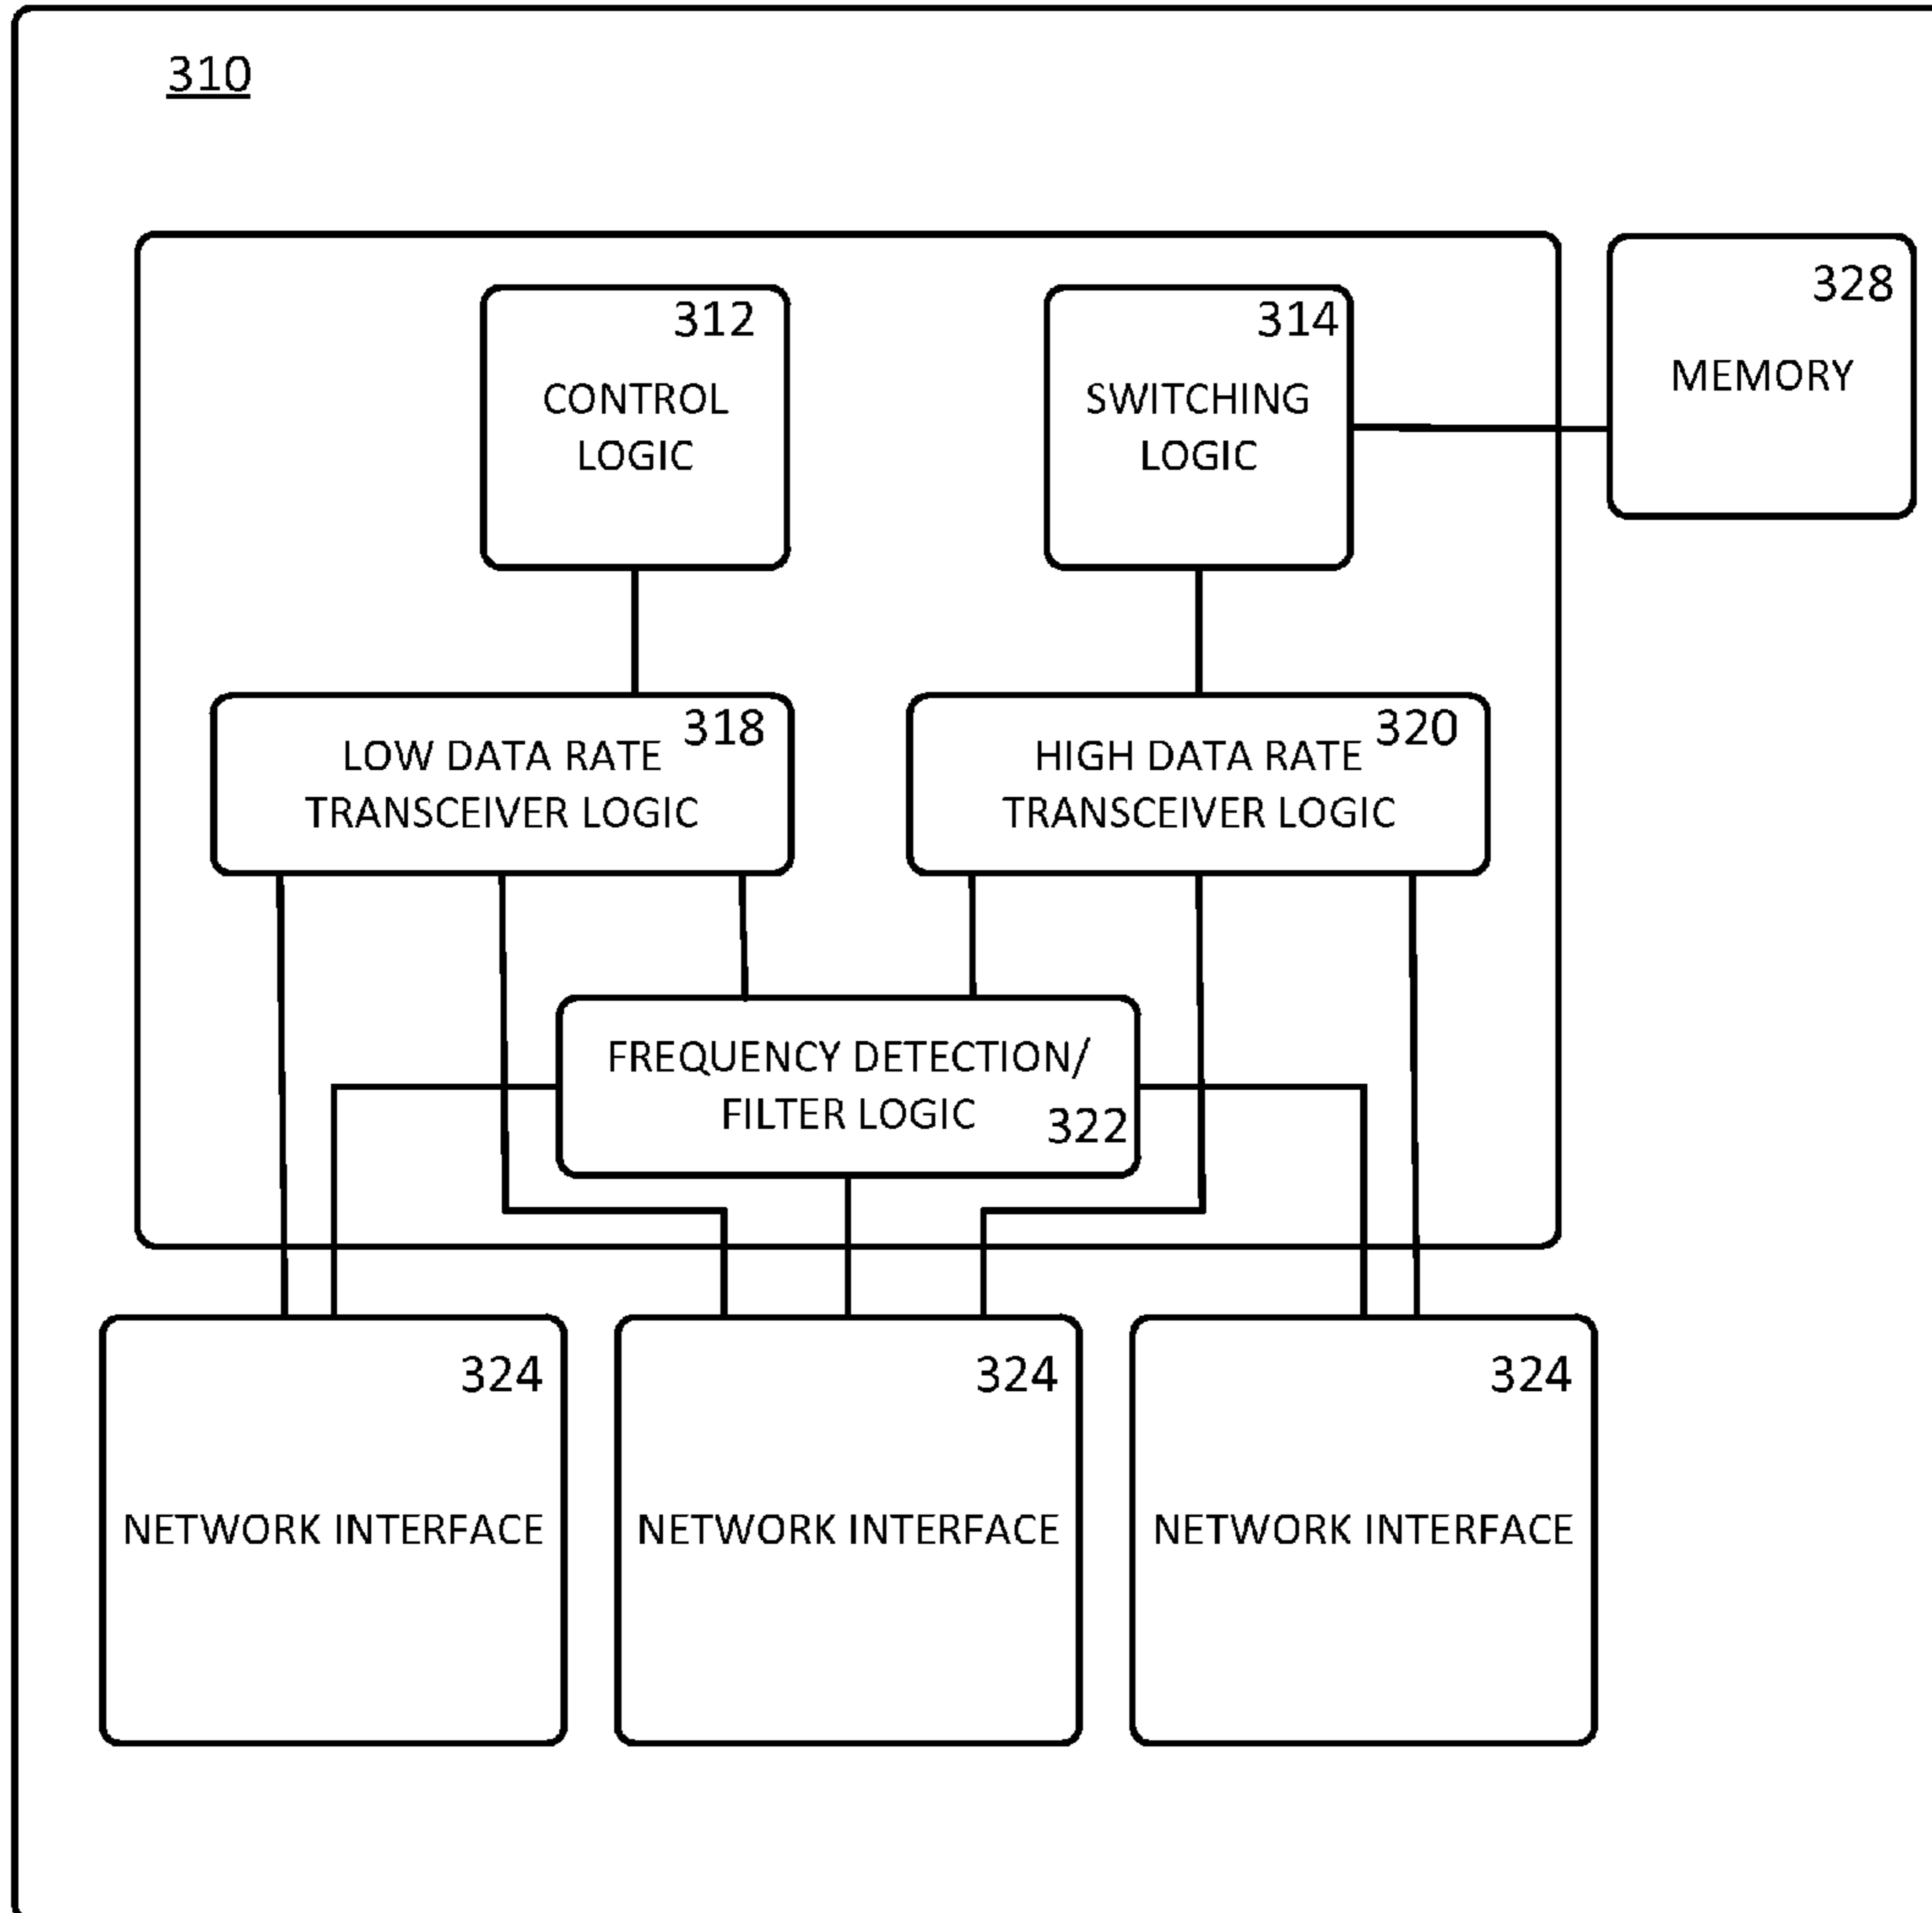 310
312
CONTROL
LOGIC
314
SWITCHING
LOGIC
328
MEMORY
318
LOW DATA RATE
TRANSCEIVER LOGIC
320
HIGH DATA RATE
TRANSCEIVER LOGIC
FREQUENCY DETECTION/
FILTER LOGIC
322
324
NETWORK INTERFACE
324
NETWORK INTERFACE
324
NETWORK INTERFACE